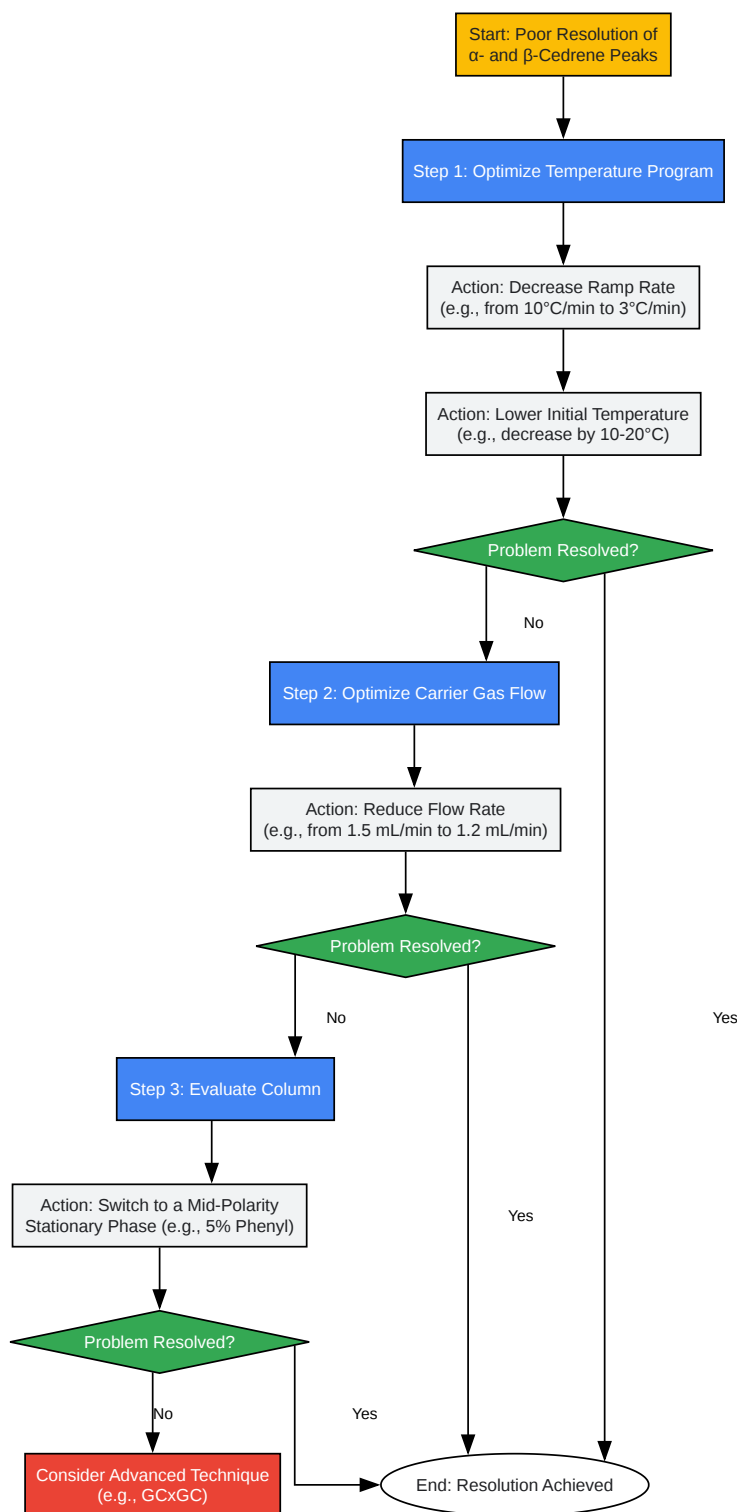 Start: Poor Resolution of
α- and β-Cedrene Peaks
Step 1: Optimize Temperature Program
Action: Decrease Ramp Rate
(e.g., from 10°C/min to 3°C/min)
Action: Lower Initial Temperature
(e.g., decrease by 10-20°C)
Problem Resolved?
No
Step 2: Optimize Carrier Gas Flow
Action: Reduce Flow Rate
(e.g., from 1.5 mL/min to 1.2 mL/min)
Problem Resolved?
No
Yes
Step 3: Evaluate Column
Action: Switch to a Mid-Polarity
Stationary Phase (e.g., 5% Phenyl)
Yes
Problem Resolved?
No
Yes
Consider Advanced Technique
(e.g., GCxGC)
End: Resolution Achieved